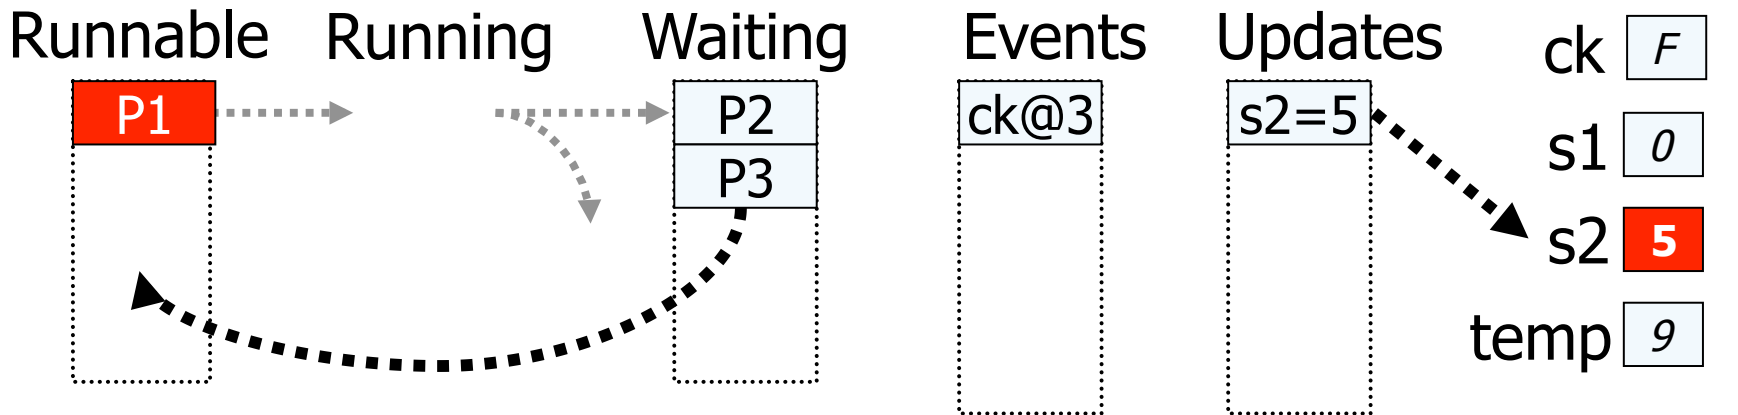 Runnable Running Waiting Events Updates ck F
P1 P2 ck@3 s2=5
s1 0
P3
s2 5
temp 9